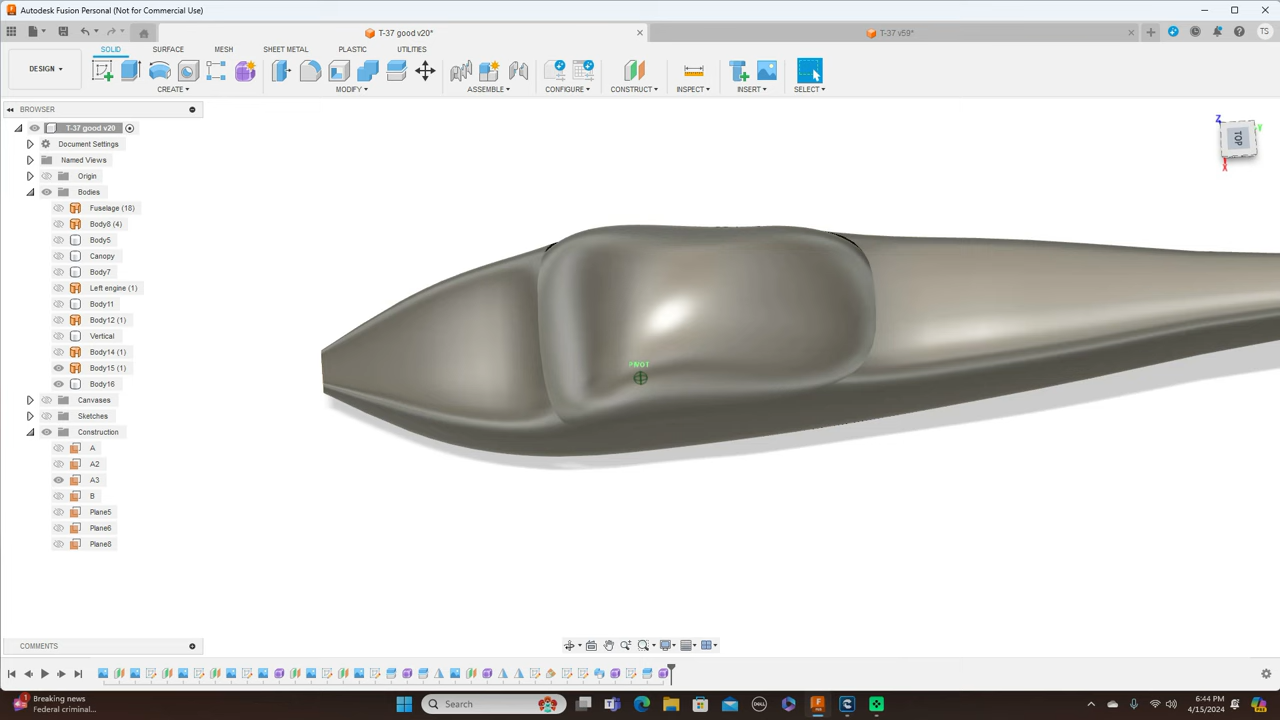 Autodesk Fusion Personal (Not for Commercial Use)
T-37 good v20*
T-37 v59*
TS
DESIGN
SOLID
SURFACE
MESH
SHEET METAL
PLASTIC
UTILITIES
CREATE
MODIFY
ASSEMBLE
CONFIGURE
CONSTRUCT
INSPECT
INSERT
SELECT
BROWSER
T-37 good v20
Document Settings
Named Views
Origin
Bodies
Fuselage (18)
Body8 (4)
Body5
Canopy
Body7
Left engine (1)
Body11
Body12 (1)
Vertical
Body14 (1)
Body15 (1)
Body16
Canvases
Sketches
Construction
A
A2
A3
B
Plane5
Plane6
Plane8
Z
Y
X
TOP
COMMENTS
1
Breaking news
Federal criminal...
Search
DELL
6:44 PM
4/15/2024